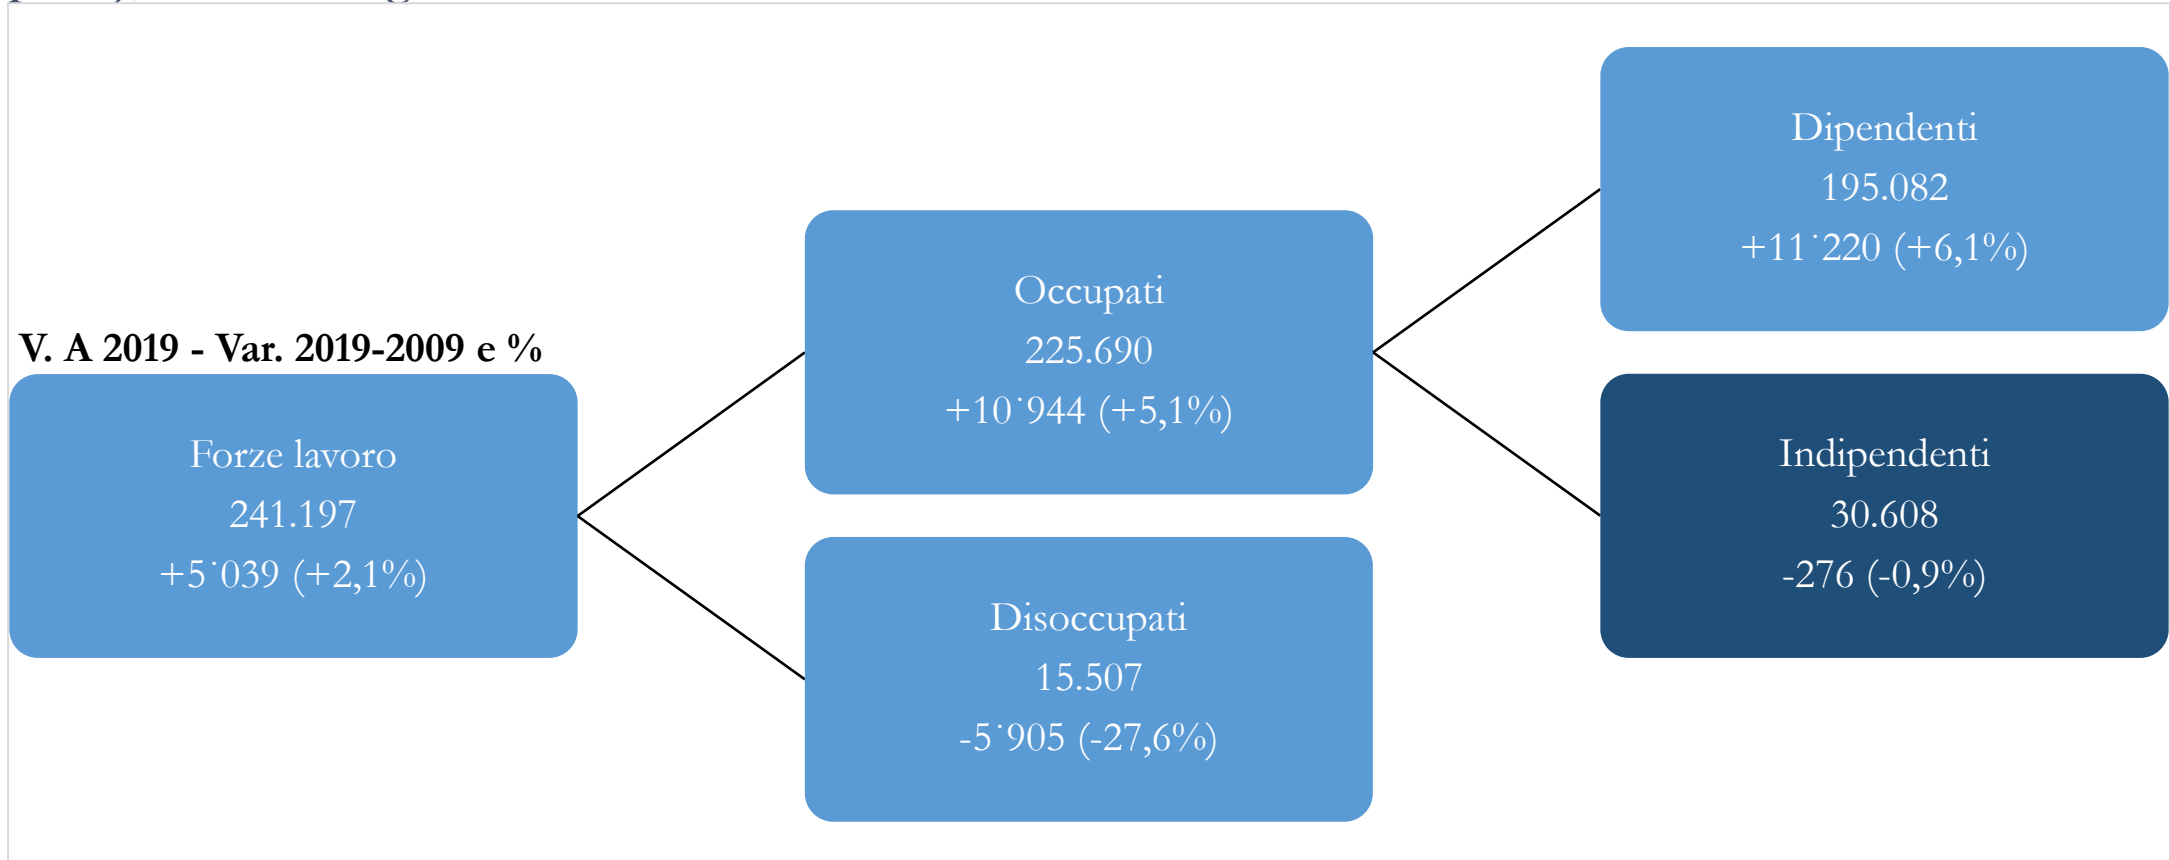 V. A 2019 - Var. 2019-2009 e %
Forze lavoro
241.197
+5˙039 (+2,1%)
Occupati
225.690
+10˙944 (+5,1%)
Disoccupati
15.507
-5˙905 (-27,6%)
Dipendenti
195.082
+11˙220 (+6,1%)
Indipendenti
30.608
-276 (-0,9%)